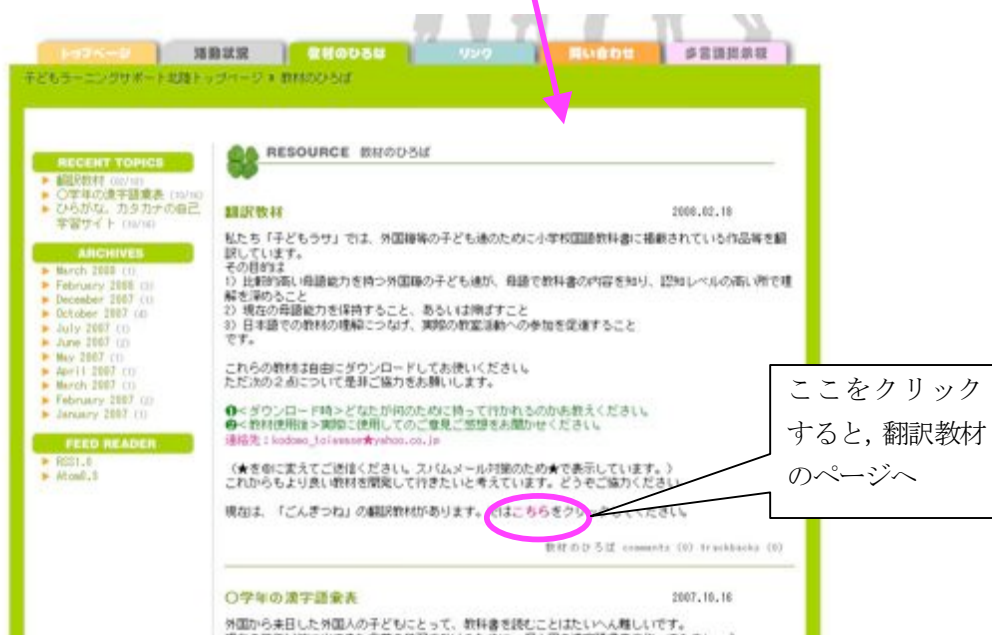 トップページ 活動状況 教材のひろば リンク 問い合わせ 多言語掲示板
子どもラーニングサポート北陸トップページ » 教材のひろば
RECENT TOPICS
翻訳教材 (02/18)
○学年の漢字語彙表 (10/16)
ひらがな、カタカナの自己
学習サイト (10/16)
ARCHIVES
March 2008 (1)
February 2008
December 2007 (1)
October 2007 (4)
July 2007 (1)
June 2007 (2)
May 2007 (1)
April 2007 (1)
March 2007 (1)
February 2007 (2)
January 2007 (1)
FEED READER
RSS1.0
Atom0.3
RESOURCE 教材のひろば
翻訳教材 2008.02.18
私たち「子どもラサ」では、外国籍等の子ども達のために小学校国語教科書に掲載されている作品等を翻
訳しています。
その目的は
1) 比較的高い母語能力を持つ外国籍の子ども達が、母語で教科書の内容を知り、認知レベルの高い所で理
解を深めること
2) 現在の母語能力を保持すること、あるいは伸ばすこと
3) 日本語での教材の理解につなげ、実際の教室活動への参加を促進すること
です。
これらの教材は自由にダウンロードしてお使いください。
ただ次の2点について是非ご協力をお願いします。
❶<ダウンロード時>どなたが何のために持って行かれるのかお教えください。
❷<教材使用後>実際に使用してのご意見ご感想をお聞かせください。
連絡先:
(★を@に変えてご送信ください。スパムメール対策のため★で表示しています。)
これからもより良い教材を開発して行きたいと考えています。どうぞご協力ください
現在は、「ごんぎつね」の翻訳教材があります。ではこちらをクリックしてください。
教材のひろば comments (0) trackbacks (0)
○学年の漢字語彙表 2007.10.16
外国から来日した外国人の子どもにとって、教科書を読むことはたいへん難しいです。
ここをクリック
すると,翻訳教材
のページへ